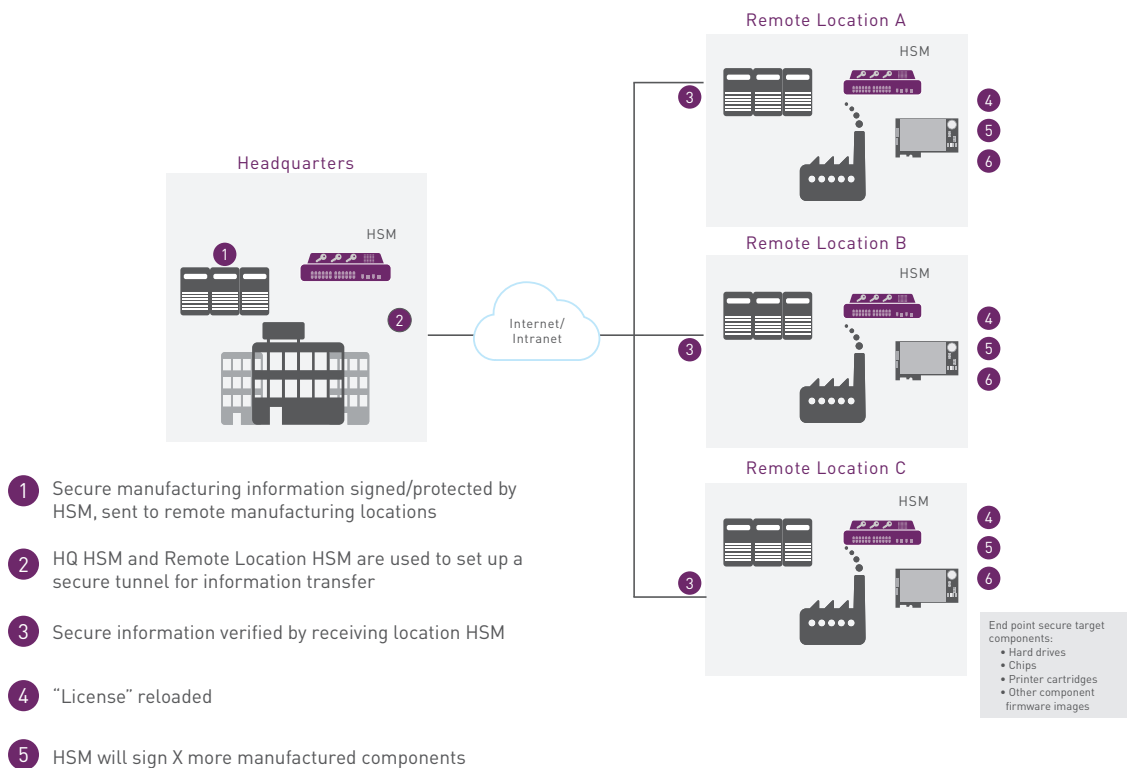 Remote Location A
HSM
3
4
5
6
Headquarters
HSM
1
2
Internet/
Intranet
Remote Location B
HSM
3
4
5
6
Remote Location C
HSM
3
4
5
6
End point secure target
components:
• Hard drives
• Chips
• Printer cartridges
• Other component
firmware images
1 Secure manufacturing information signed/protected by
HSM, sent to remote manufacturing locations
2 HQ HSM and Remote Location HSM are used to set up a
secure tunnel for information transfer
3 Secure information verified by receiving location HSM
4 “License” reloaded
5 HSM will sign X more manufactured components